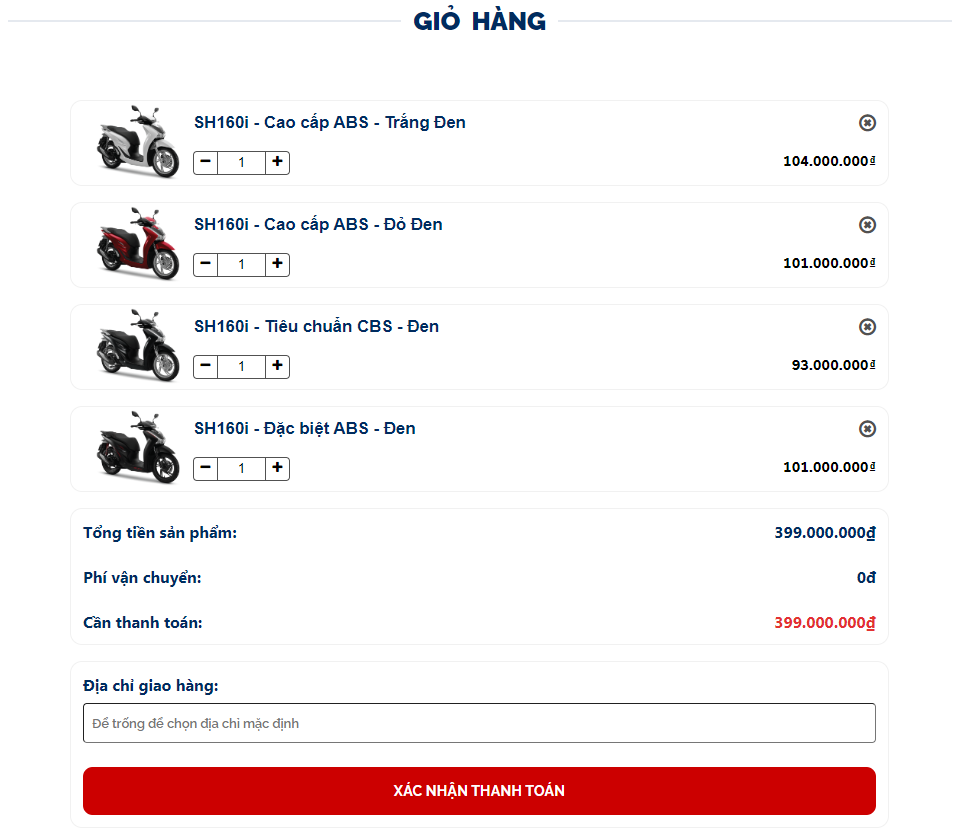 GIỎ HÀNG
SH160i - Cao cấp ABS - Trắng Đen
− 1 +
104.000.000₫
SH160i - Cao cấp ABS - Đỏ Đen
− 1 +
101.000.000₫
SH160i - Tiêu chuẩn CBS - Đen
− 1 +
93.000.000₫
SH160i - Đặc biệt ABS - Đen
− 1 +
101.000.000₫
Tổng tiền sản phẩm: 399.000.000₫
Phí vận chuyển: 0đ
Cần thanh toán: 399.000.000₫
Địa chỉ giao hàng:
Để trống để chọn địa chỉ mặc định
XÁC NHẬN THANH TOÁN